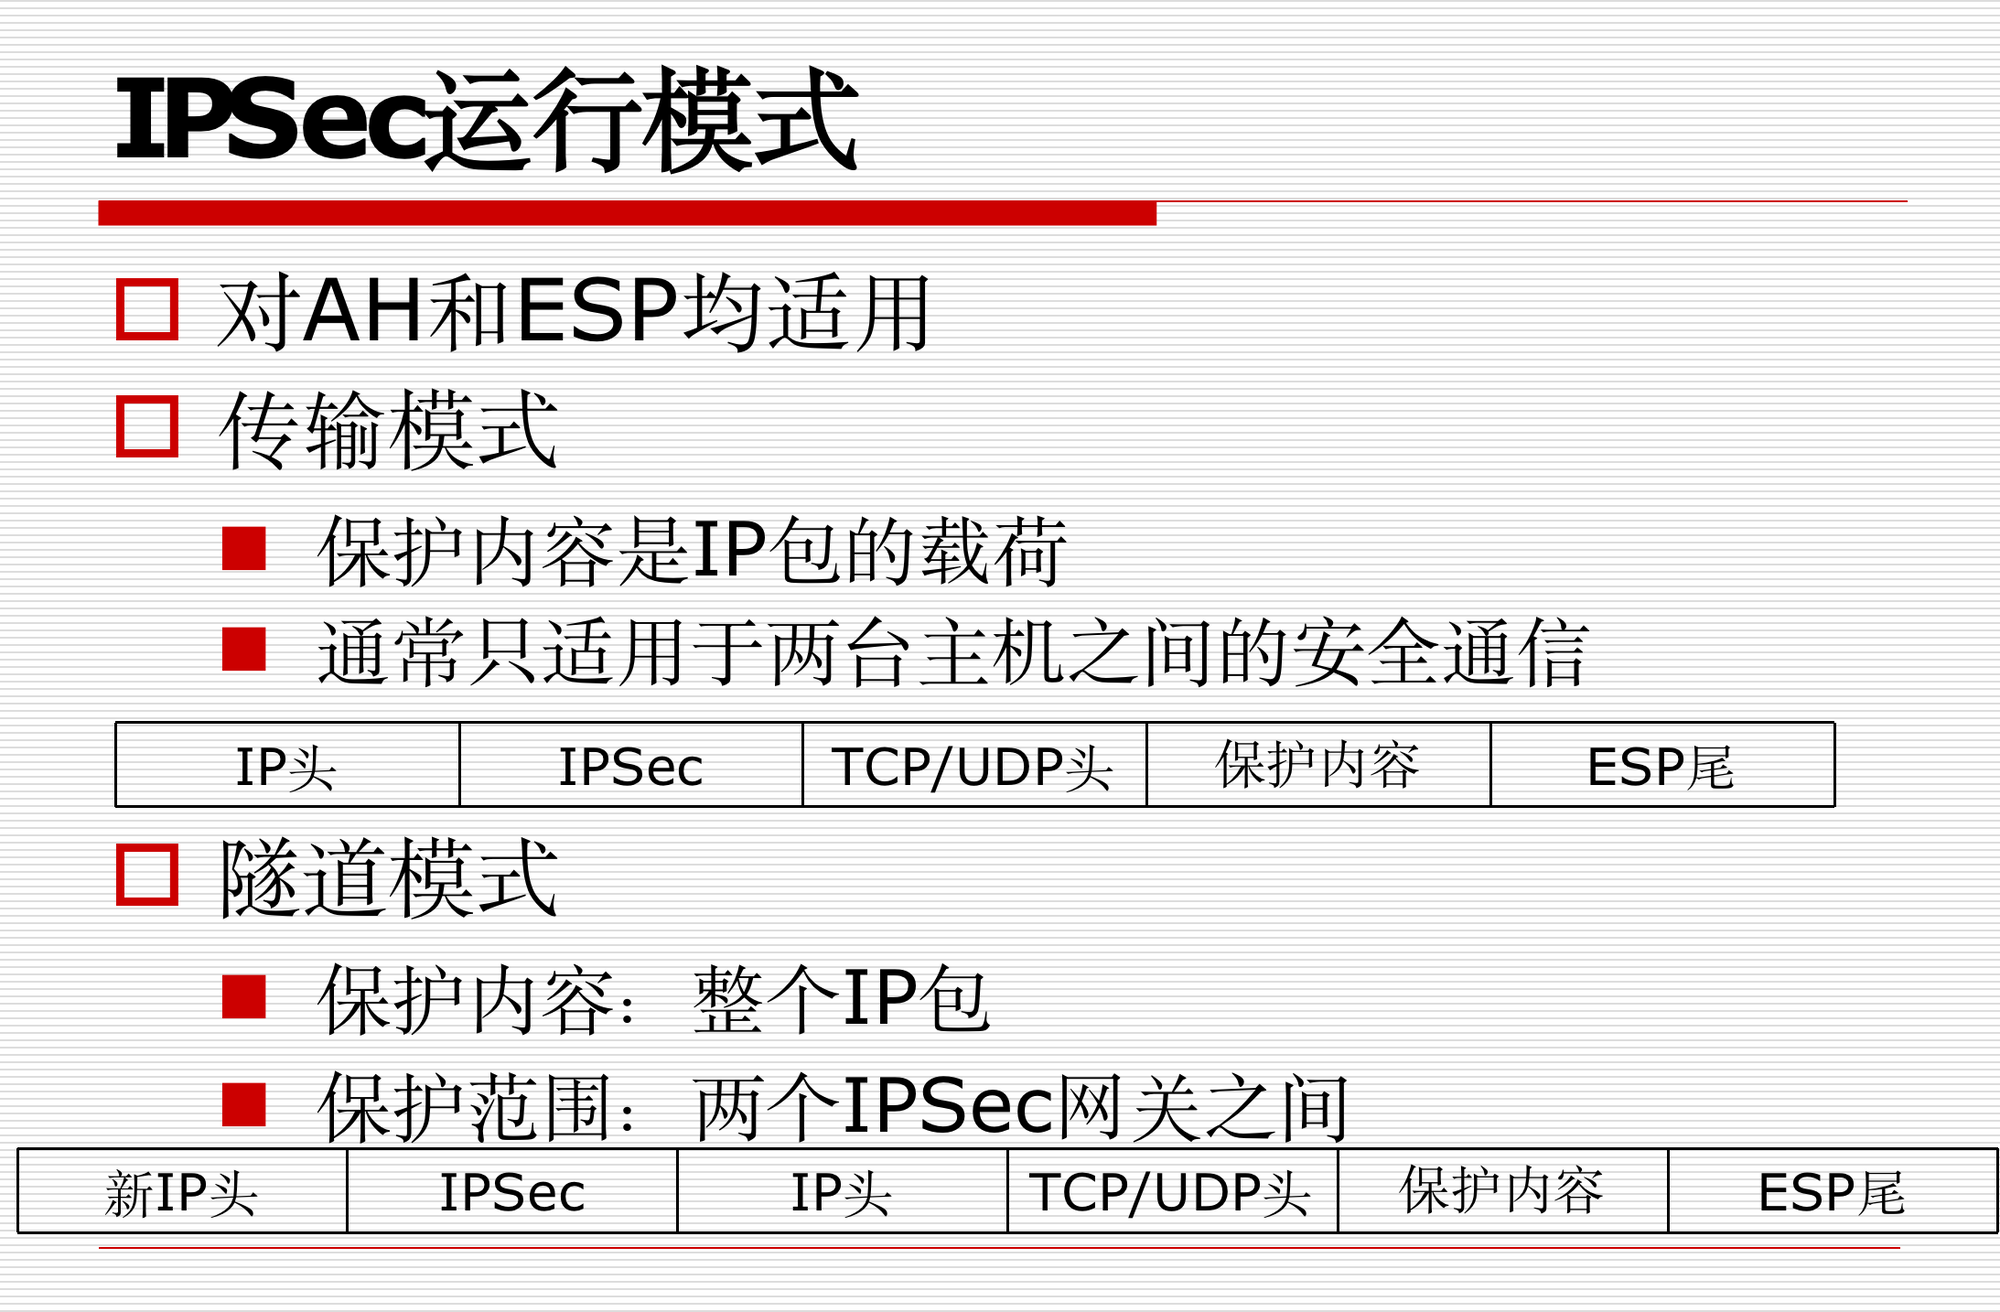 IPSec运行模式
对AH和ESP均适用
传输模式
保护内容是IP包的载荷
通常只适用于两台主机之间的安全通信
IP头 IPSec TCP/UDP头 保护内容 ESP尾
隧道模式
保护内容：整个IP包
保护范围：两个IPSec网关之间
新IP头 IPSec IP头 TCP/UDP头 保护内容 ESP尾